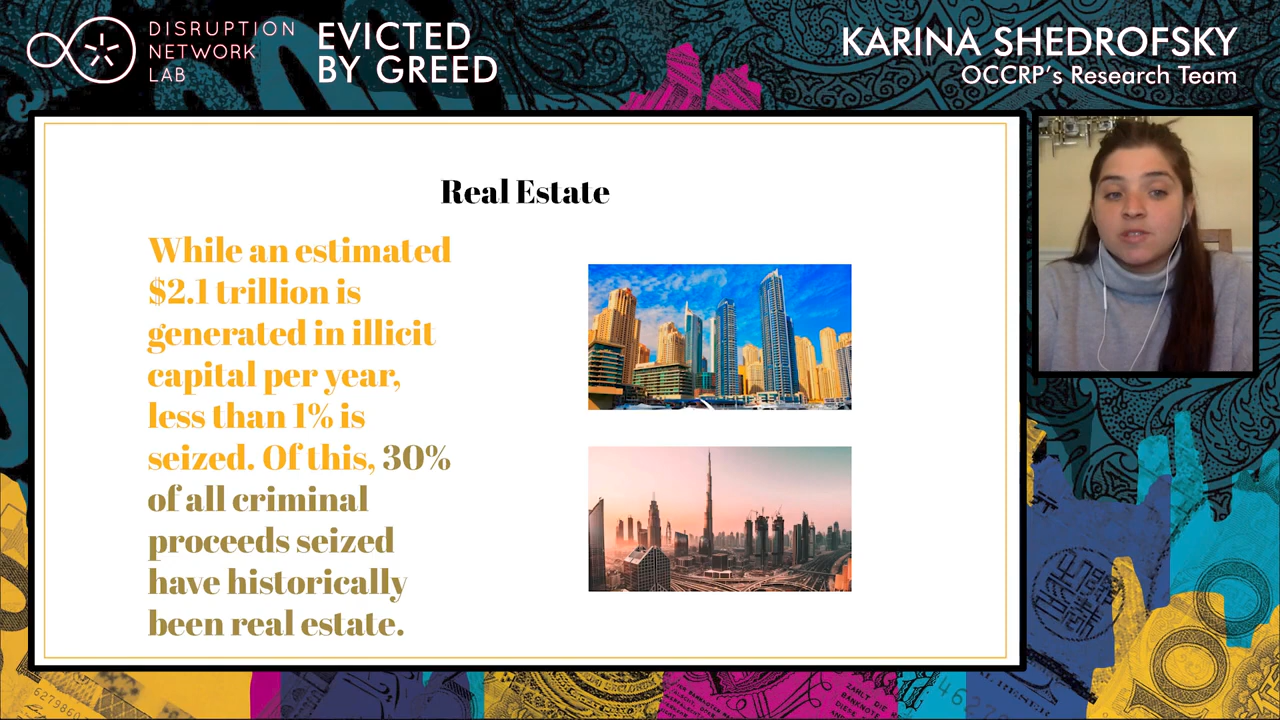 DISRUPTION
NETWORK
LAB
EVICTED
BY GREED
KARINA SHEDROFSKY
OCCRP's Research Team
Real Estate
While an estimated
$2.1 trillion is
generated in illicit
capital per year,
less than 1% is
seized. Of this, 30%
of all criminal
proceeds seized
have historically
been real estate.
6279860